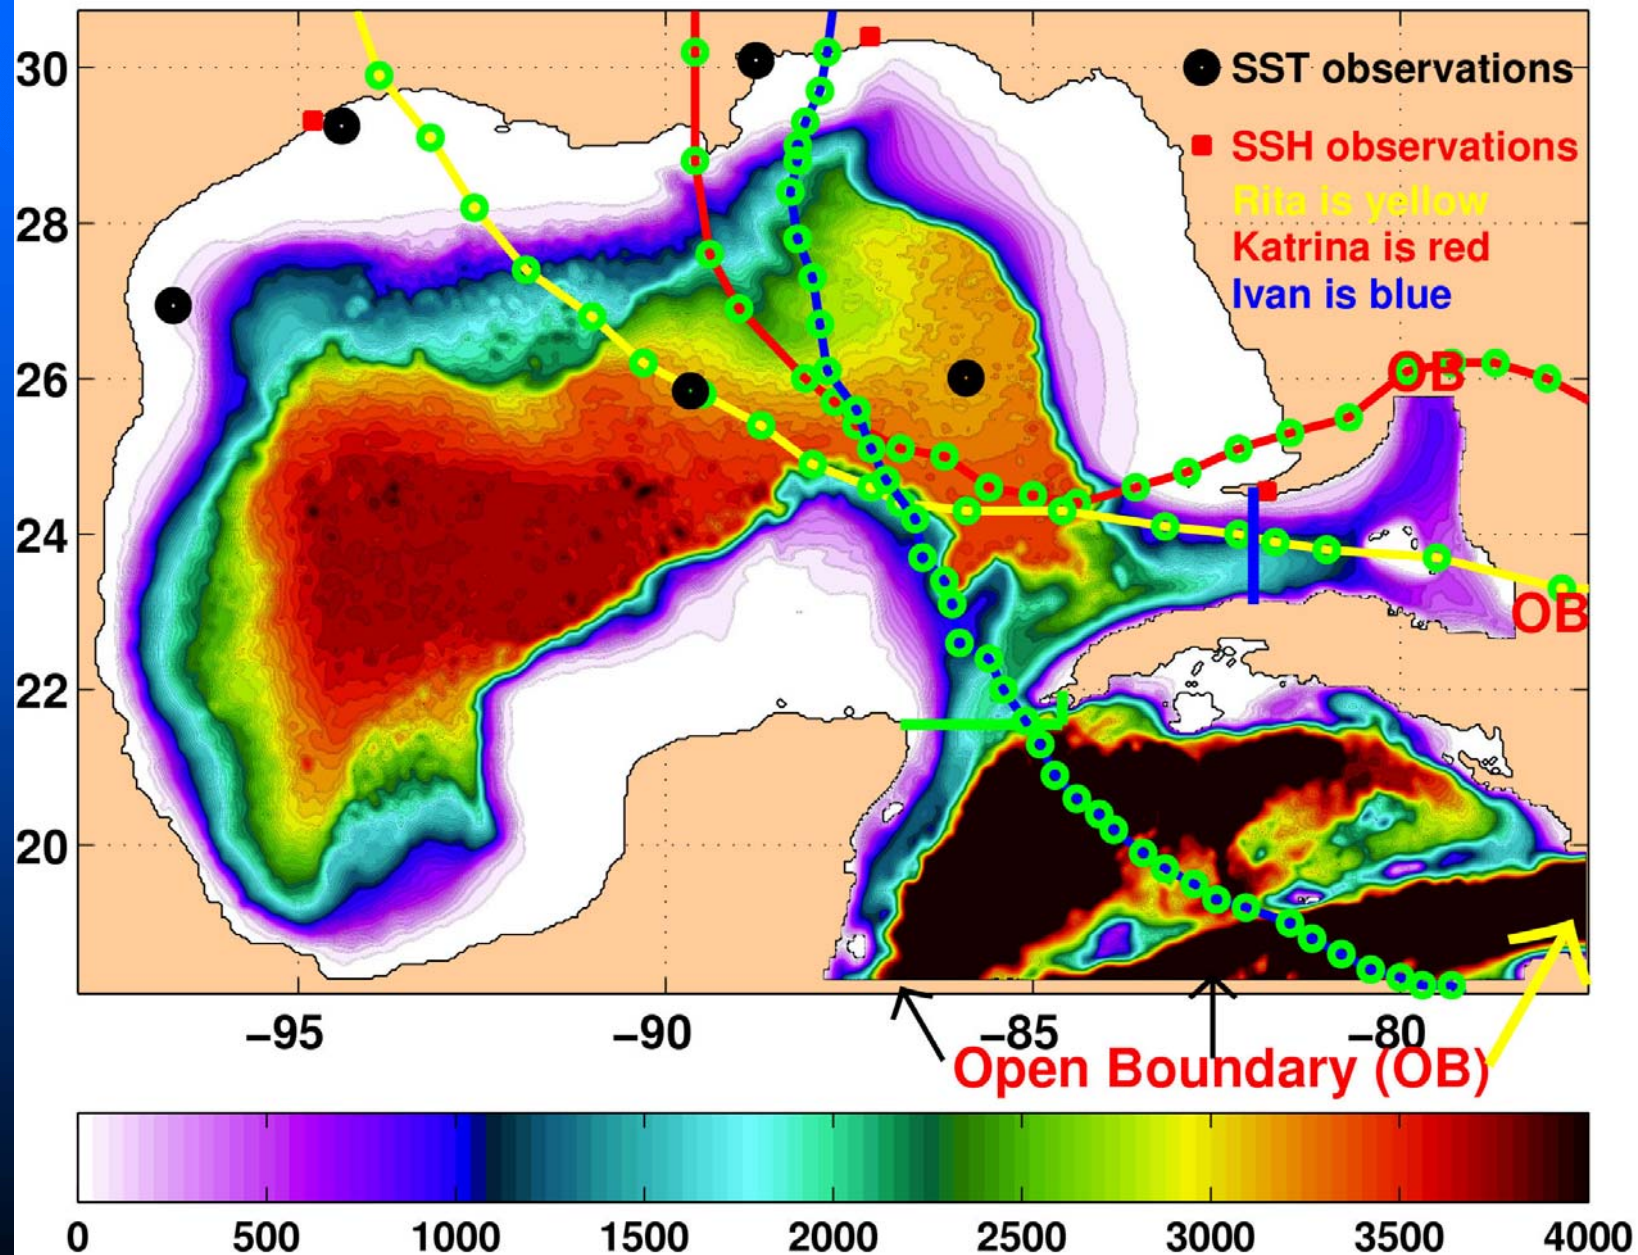 30
SST observations
SSH observations
Rita is yellow
28
Katrina is red
Ivan is blue
26
OB
24
OB
22
20
−95
−90
−85
−80
Open Boundary (OB)
0
500
1000
1500
2000
2500
3000
3500
4000